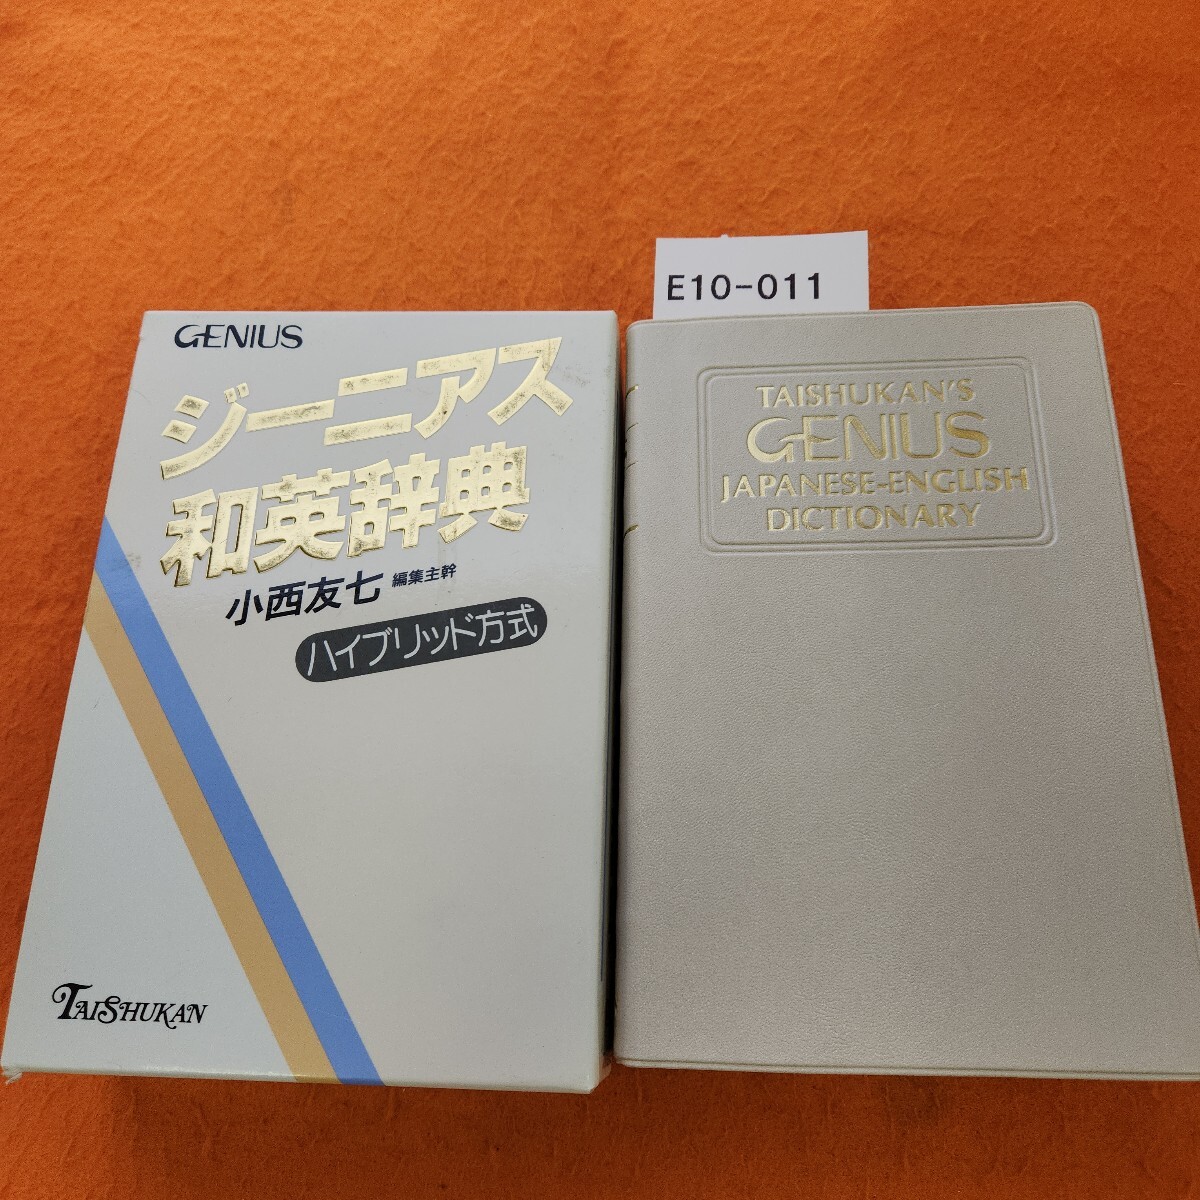 E10-011
GENIUS
ジーニアス
和英辞典
小西友七 編集主幹
ハイブリッド方式
TAISHUKAN
TAISHUKAN'S
GENIUS
JAPANESE-ENGLISH
DICTIONARY